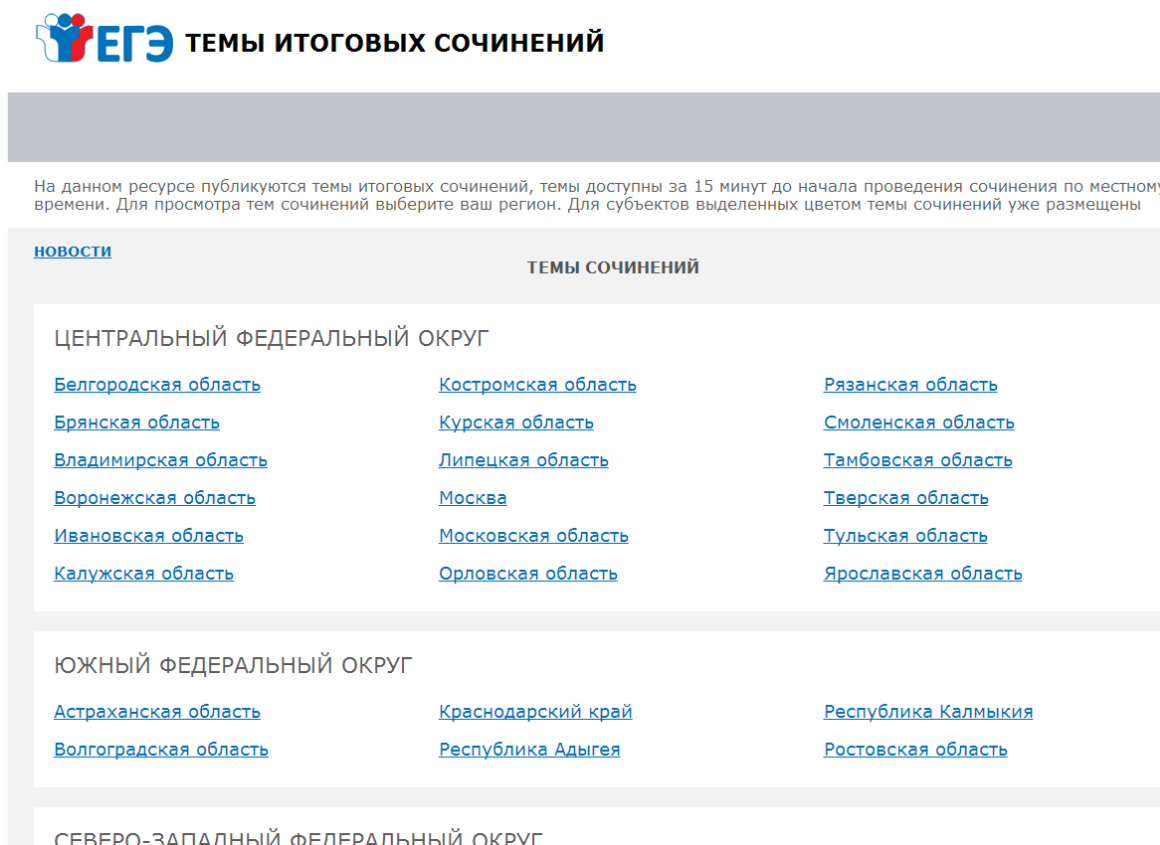 ЕГЭ ТЕМЫ ИТОГОВЫХ СОЧИНЕНИЙ
На данном ресурсе публикуются темы итоговых сочинений, темы доступны за 15 минут до начала проведения сочинения по местному
времени. Для просмотра тем сочинений выберите ваш регион. Для субъектов выделенных цветом темы сочинений уже размещены
НОВОСТИ
ТЕМЫ СОЧИНЕНИЙ
ЦЕНТРАЛЬНЫЙ ФЕДЕРАЛЬНЫЙ ОКРУГ
Белгородская область Костромская область Рязанская область
Брянская область Курская область Смоленская область
Владимирская область Липецкая область Тамбовская область
Воронежская область Москва Тверская область
Ивановская область Московская область Тульская область
Калужская область Орловская область Ярославская область
ЮЖНЫЙ ФЕДЕРАЛЬНЫЙ ОКРУГ
Астраханская область Краснодарский край Республика Калмыкия
Волгоградская область Республика Адыгея Ростовская область
СЕВЕРО-ЗАПАДНЫЙ ФЕДЕРАЛЬНЫЙ ОКРУГ